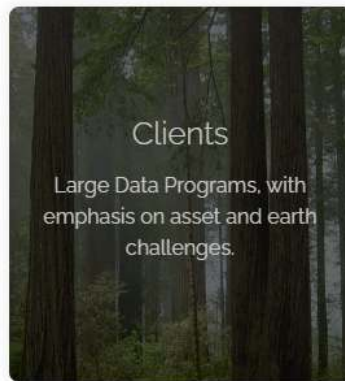 Clients
Large Data Programs, with
emphasis on asset and earth
challenges.